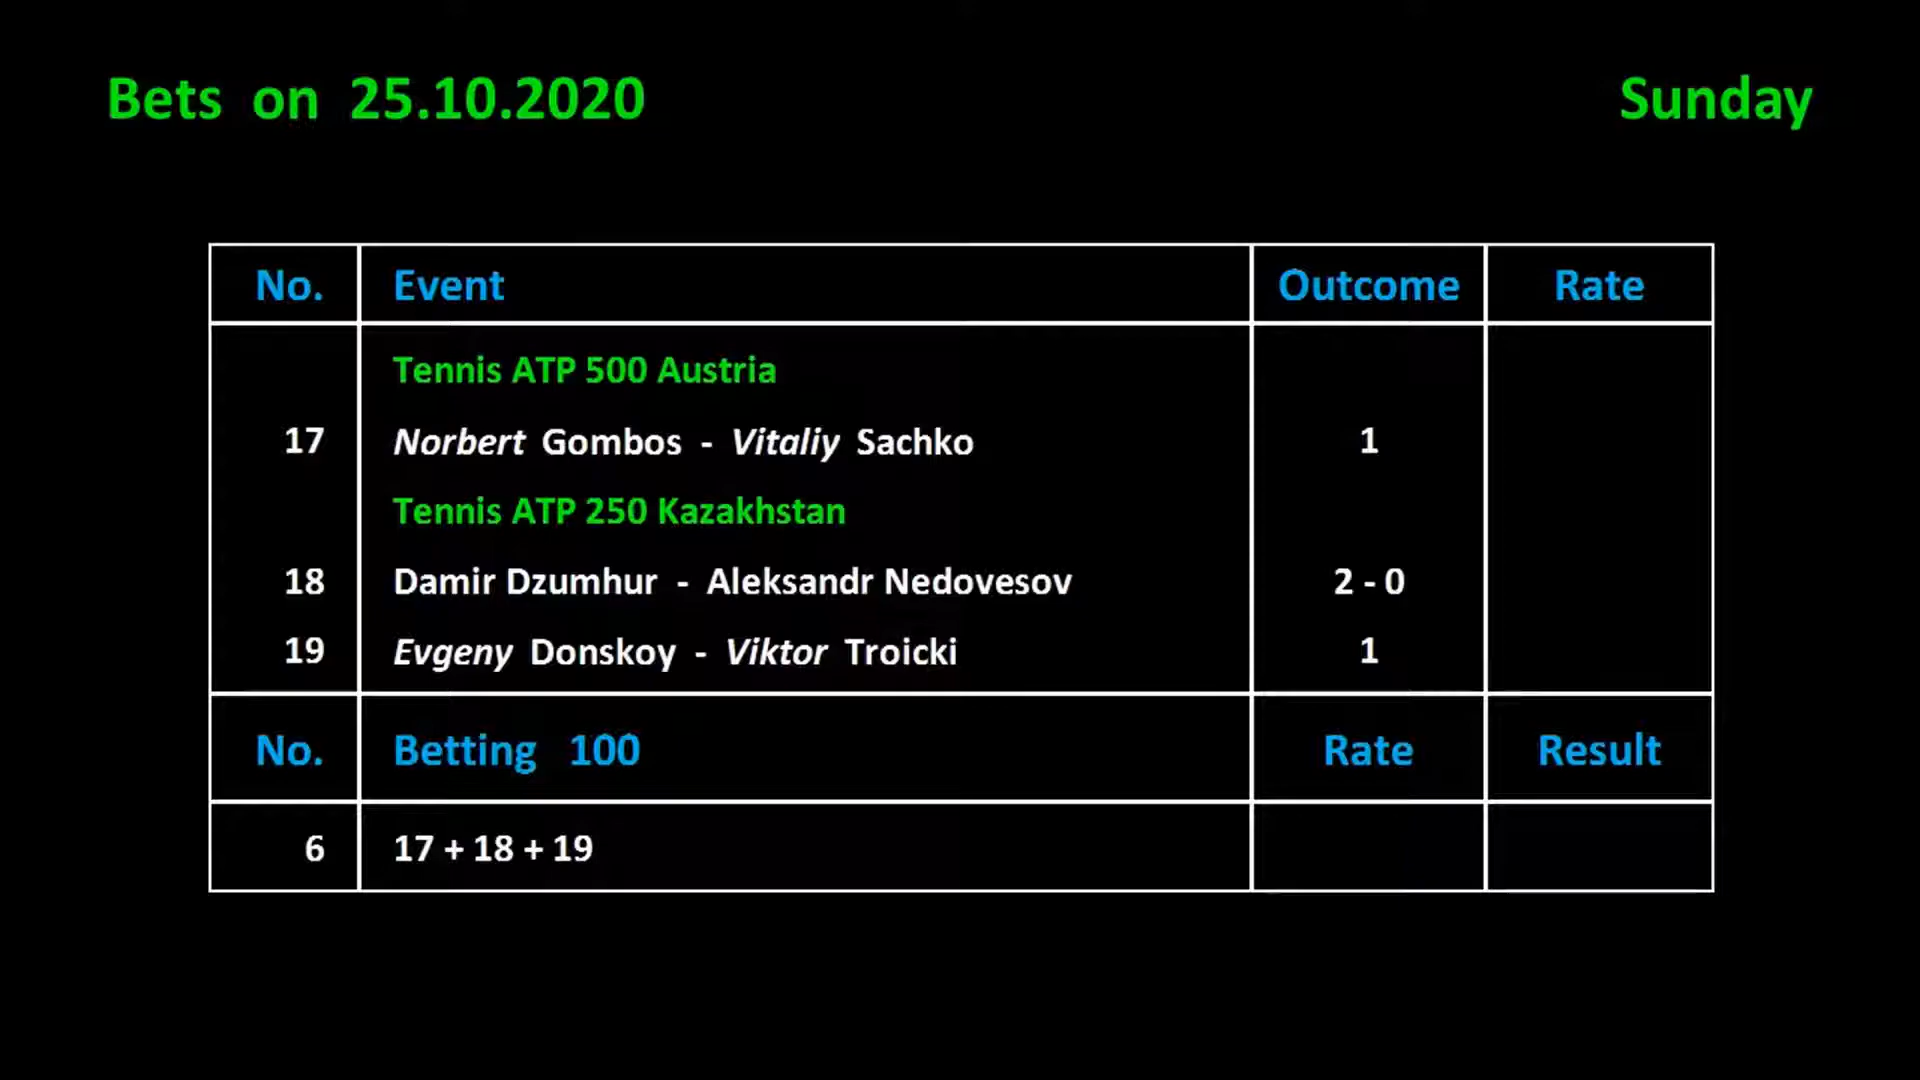 Bets on 25.10.2020 Sunday
No. Event Outcome Rate
Tennis ATP 500 Austria
17 Norbert Gombos - Vitaliy Sachko 1
Tennis ATP 250 Kazakhstan
18 Damir Dzumhur - Aleksandr Nedovesov 2 - 0
19 Evgeny Donskoy - Viktor Troicki 1
No. Betting 100 Rate Result
6 17 + 18 + 19